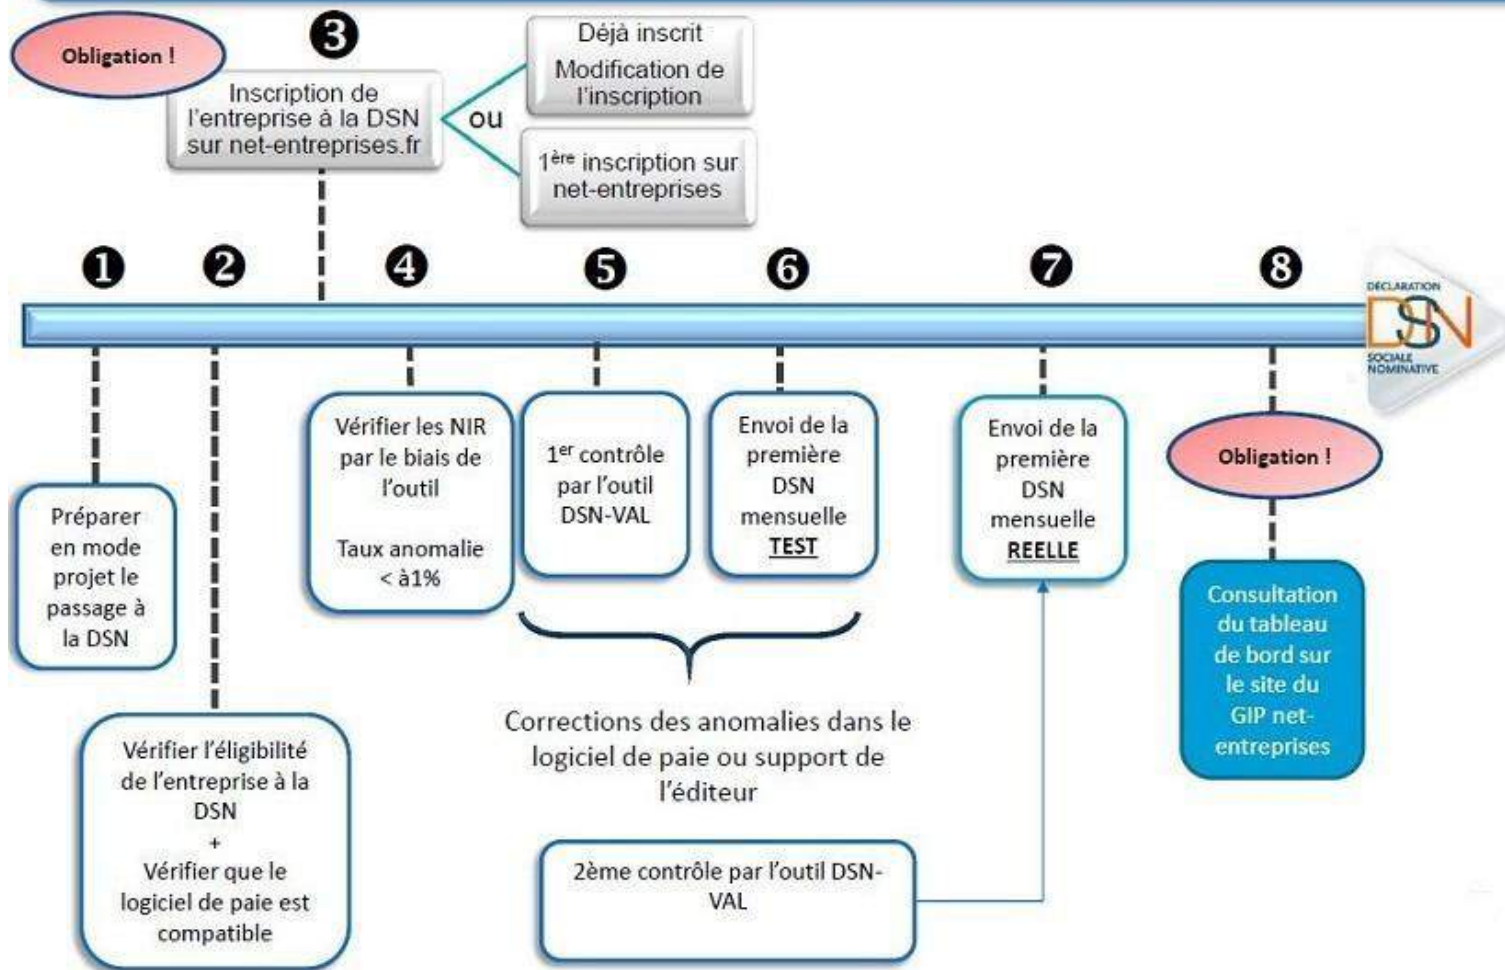 Obligation !
❸
Inscription de
l'entreprise à la DSN
sur net-entreprises.fr
ou
Déjà inscrit
Modification de
l'inscription
1ère inscription sur
net-entreprises
❶
❷
❹
❺
❻
❼
❽
DÉCLARATION
DSN
SOCIALE
NOMINATIVE
Préparer
en mode
projet le
passage à
la DSN
Vérifier l'éligibilité
de l'entreprise à la
DSN
+
Vérifier que le
logiciel de paie est
compatible
Vérifier les NIR
par le biais de
l'outil
Taux anomalie
< à1%
1er contrôle
par l'outil
DSN-VAL
Envoi de la
première
DSN
mensuelle
TEST
Corrections des anomalies dans le
logiciel de paie ou support de
l'éditeur
2ème contrôle par l'outil DSN-
VAL
Envoi de la
première
DSN
mensuelle
REELLE
Obligation !
Consultation
du tableau
de bord sur
le site du
GIP net-
entreprises